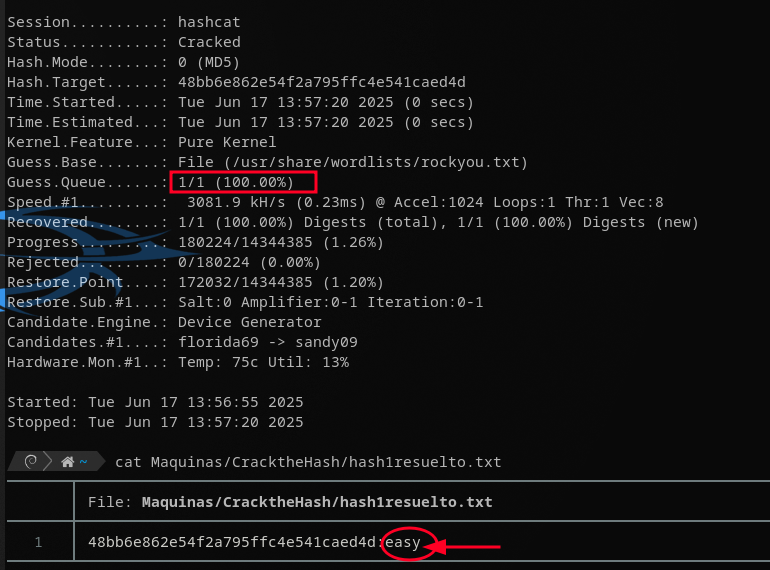 Session..........: hashcat
Status...........: Cracked
Hash.Mode........: 0 (MD5)
Hash.Target......: 48bb6e862e54f2a795ffc4e541caed4d
Time.Started.....: Tue Jun 17 13:57:20 2025 (0 secs)
Time.Estimated...: Tue Jun 17 13:57:20 2025 (0 secs)
Kernel.Feature...: Pure Kernel
Guess.Base.......: File (/usr/share/wordlists/rockyou.txt)
Guess.Queue......: 1/1 (100.00%)
Speed.#1.........:  3081.9 kH/s (0.23ms) @ Accel:1024 Loops:1 Thr:1 Vec:8
Recovered........: 1/1 (100.00%) Digests (total), 1/1 (100.00%) Digests (new)
Progress.........: 180224/14344385 (1.26%)
Rejected.........: 0/180224 (0.00%)
Restore.Point....: 172032/14344385 (1.20%)
Restore.Sub.#1...: Salt:0 Amplifier:0-1 Iteration:0-1
Candidate.Engine.: Device Generator
Candidates.#1....: florida69 -> sandy09
Hardware.Mon.#1..: Temp: 75c Util: 13%
Started: Tue Jun 17 13:56:55 2025
Stopped: Tue Jun 17 13:57:20 2025
~ cat Maquinas/CracktheHash/hash1resuelto.txt
File: Maquinas/CracktheHash/hash1resuelto.txt
1 48bb6e862e54f2a795ffc4e541caed4d:easy